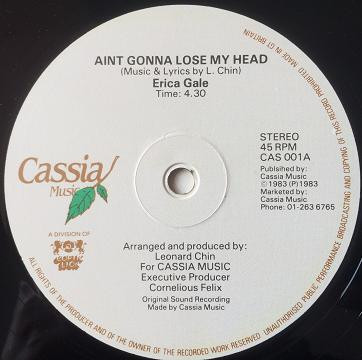 AINT GONNA LOSE MY HEAD
(Music & Lyrics by L. Chin)
Erica Gale
Time: 4.30
STEREO
45 RPM
CAS 001A
Publsihed by:
Cassia Music
©1983 (P)1983
Marketed by:
Cassia Music
Phone: 01-263 6765
Cassia
Music
A DIVISION OF
Arranged and produced by:
Leonard Chin
For CASSIA MUSIC
Executive Producer
Cornelious Felix
Original Sound Recording
Made by Cassia Music
ALL RIGHTS OF THE PRODUCER AND OF THE OWNER OF THE RECORDED WORK RESERVED. UNAUTHORISED PUBLIC PERFORMANCE BROADCASTING AND COPYING OF THIS RECORD PROHIBITED. MADE IN GT BRITAIN